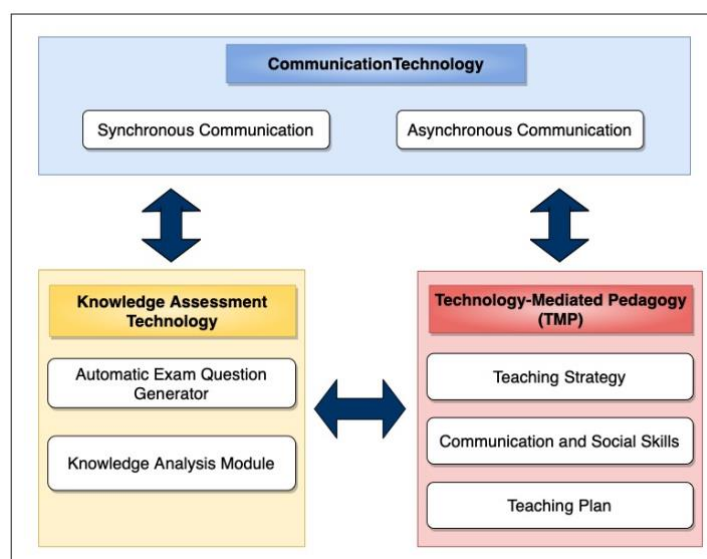 CommunicationTechnology
Synchronous Communication
Asynchronous Communication
Knowledge Assessment
Technology
Automatic Exam Question
Generator
Knowledge Analysis Module
Technology-Mediated Pedagogy
(TMP)
Teaching Strategy
Communication and Social Skills
Teaching Plan